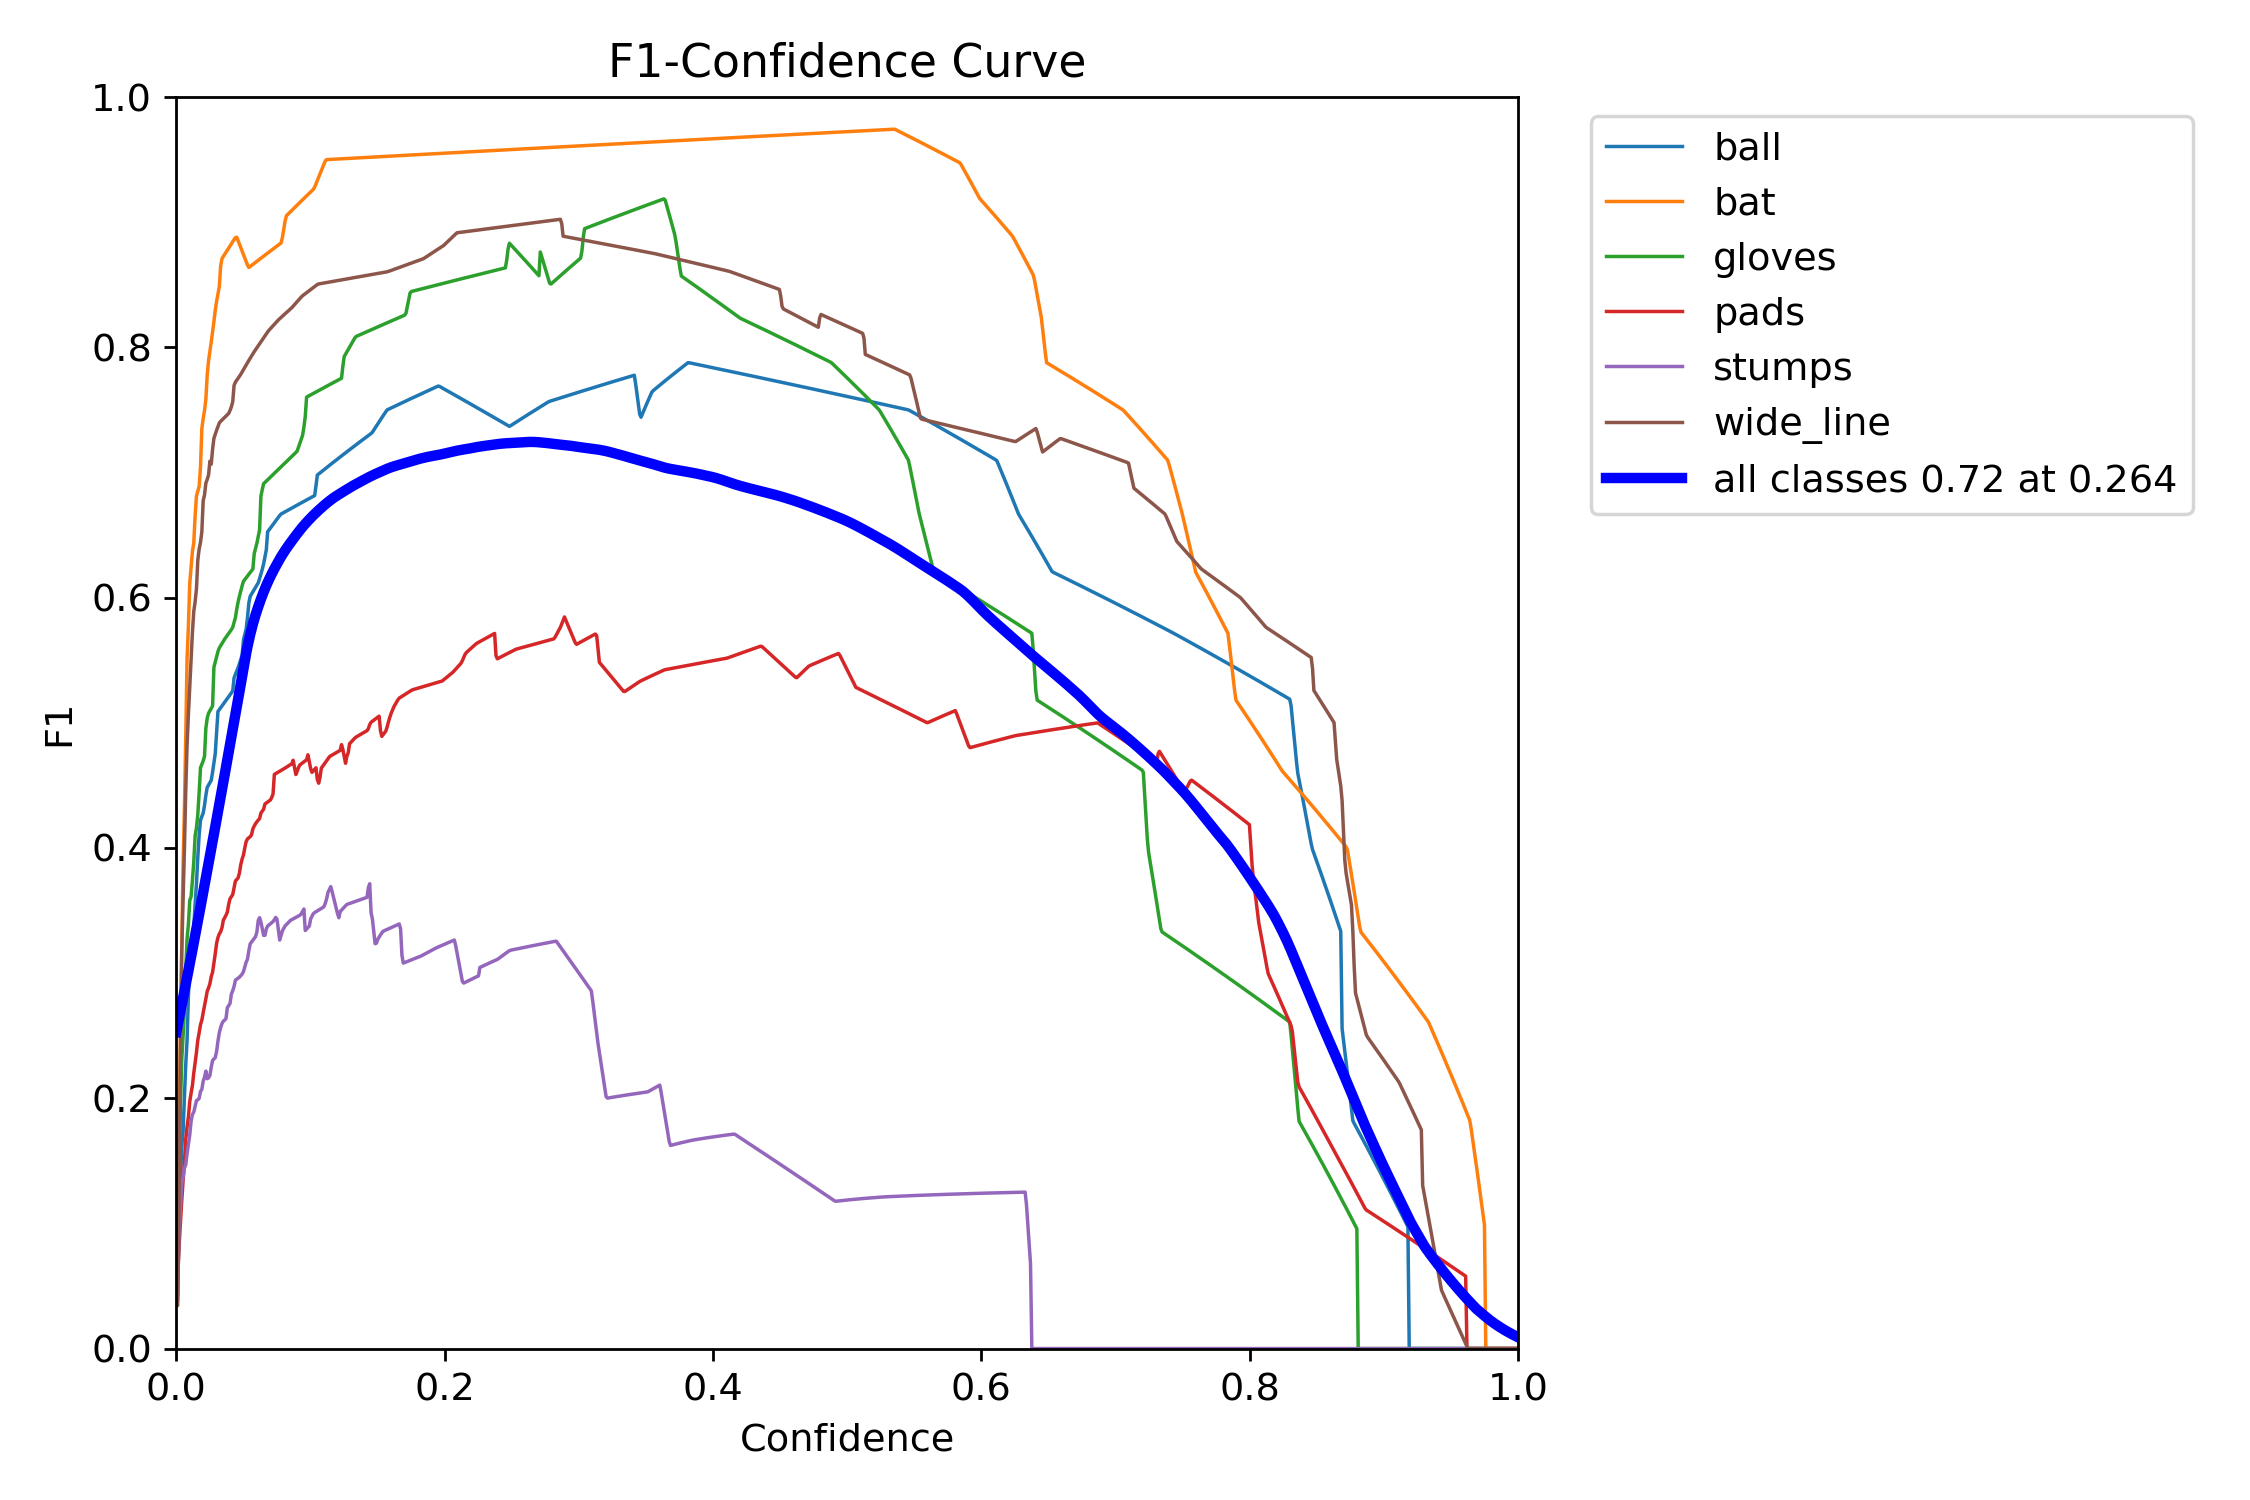 F1-Confidence Curve
1.0
0.8
0.6
0.4
0.2
0.0
F1
0.0 0.2 0.4 0.6 0.8 1.0
Confidence
ball
bat
gloves
pads
stumps
wide_line
all classes 0.72 at 0.264